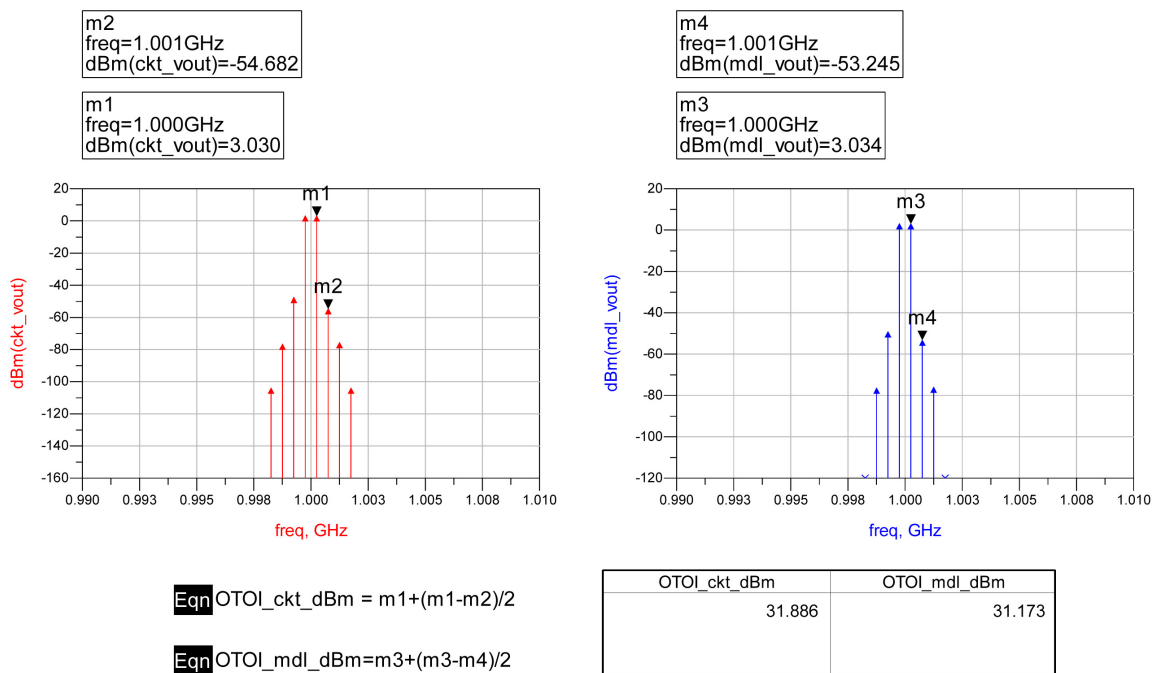 m2
freq=1.001GHz
dBm(ckt_vout)=-54.682
m1
freq=1.000GHz
dBm(ckt_vout)=3.030
m4
freq=1.001GHz
dBm(mdl_vout)=-53.245
m3
freq=1.000GHz
dBm(mdl_vout)=3.034
20
0
-20
-40
-60
-80
-100
-120
-140
-160
dBm(ckt_vout)
m1
m2
0.990
0.993
0.995
0.998
1.000
1.003
1.005
1.008
1.010
freq, GHz
20
0
-20
-40
-60
-80
-100
-120
dBm(mdl_vout)
m3
m4
0.990
0.993
0.995
0.998
1.000
1.003
1.005
1.008
1.010
freq, GHz
Eqn OTOI_ckt_dBm = m1+(m1-m2)/2
Eqn OTOI_mdl_dBm=m3+(m3-m4)/2
OTOI_ckt_dBm OTOI_mdl_dBm
31.886 31.173